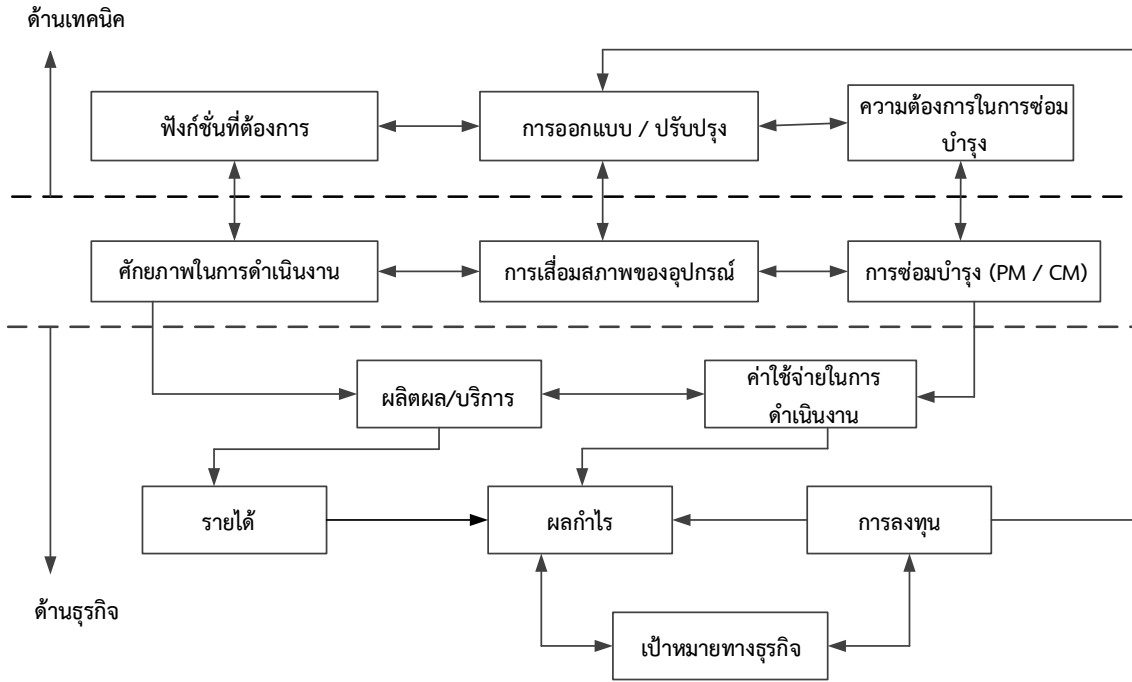 ด้านเทคนิค
ฟังก์ชั่นที่ต้องการ
การออกแบบ / ปรับปรุง
ความต้องการในการซ่อม
บำรุง
ศักยภาพในการดำเนินงาน
การเสื่อมสภาพของอุปกรณ์
การซ่อมบำรุง (PM / CM)
ผลิตผล/บริการ
ค่าใช้จ่ายในการ
ดำเนินงาน
รายได้
ผลกำไร
การลงทุน
ด้านธุรกิจ
เป้าหมายทางธุรกิจ